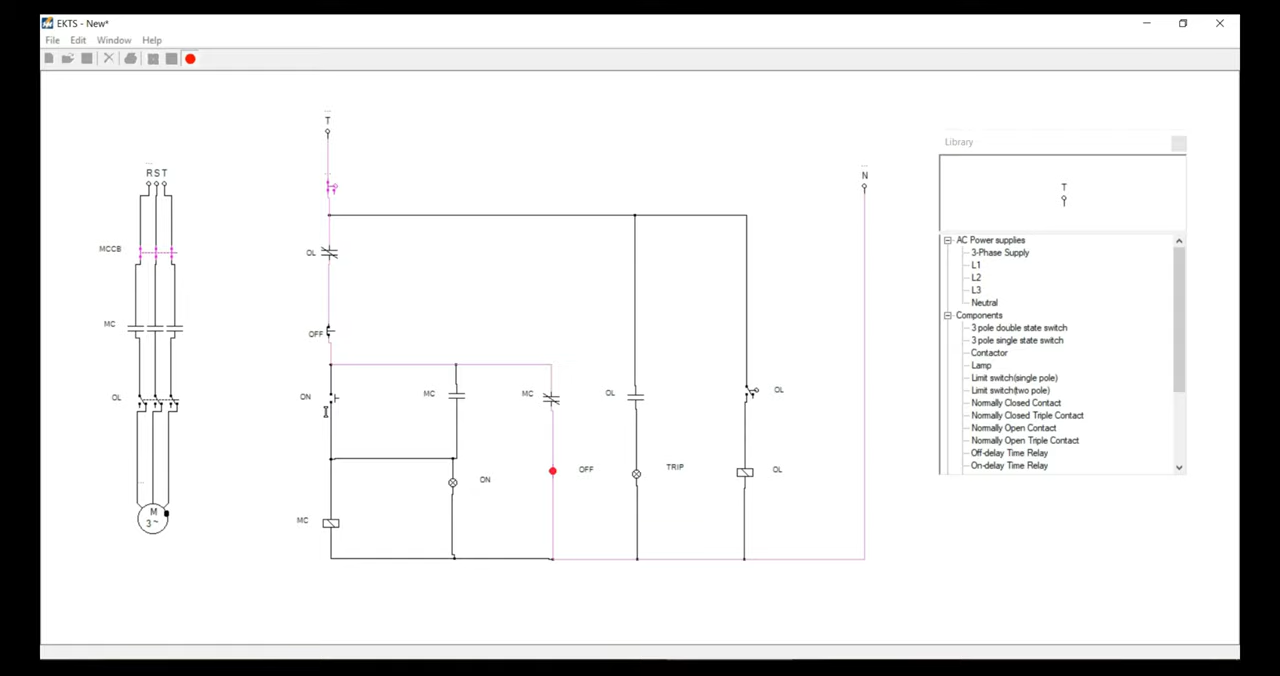 EKTS - New*
File Edit Window Help
T
R S T
MCCB
MC
OL
M
3 ~
OL
OFF
ON
MC
MC
ON
MC
OFF
OL
TRIP
OL
OL
N
Library
T
AC Power supplies
3-Phase Supply
L1
L2
L3
Neutral
Components
3 pole double state switch
3 pole single state switch
Contactor
Lamp
Limit switch(single pole)
Limit switch(two pole)
Normally Closed Contact
Normally Closed Triple Contact
Normally Open Contact
Normally Open Triple Contact
Off-delay Time Relay
On-delay Time Relay